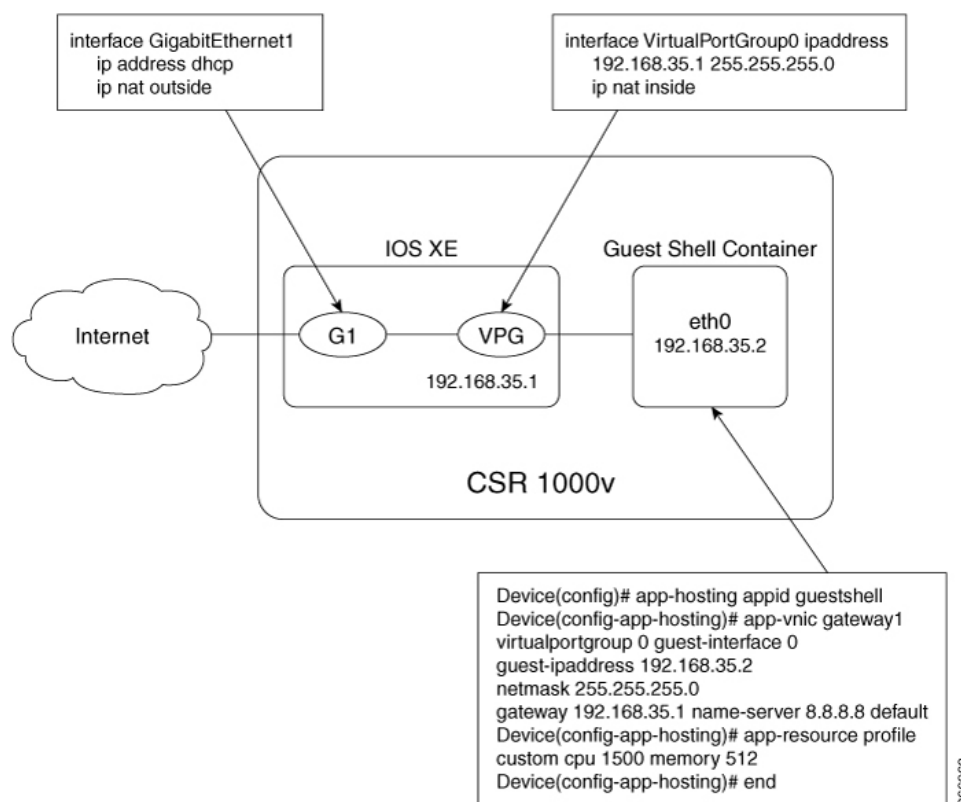 interface GigabitEthernet1
ip address dhcp
ip nat outside
interface VirtualPortGroup0 ipaddress
192.168.35.1 255.255.255.0
ip nat inside
IOS XE
Guest Shell Container
Internet
G1
VPG
192.168.35.1
eth0
192.168.35.2
CSR 1000v
Device(config)# app-hosting appid guestshell
Device(config-app-hosting)# app-vnic gateway1
virtualportgroup 0 guest-interface 0
guest-ipaddress 192.168.35.2
netmask 255.255.255.0
gateway 192.168.35.1 name-server 8.8.8.8 default
Device(config-app-hosting)# app-resource profile
custom cpu 1500 memory 512
Device(config-app-hosting)# end